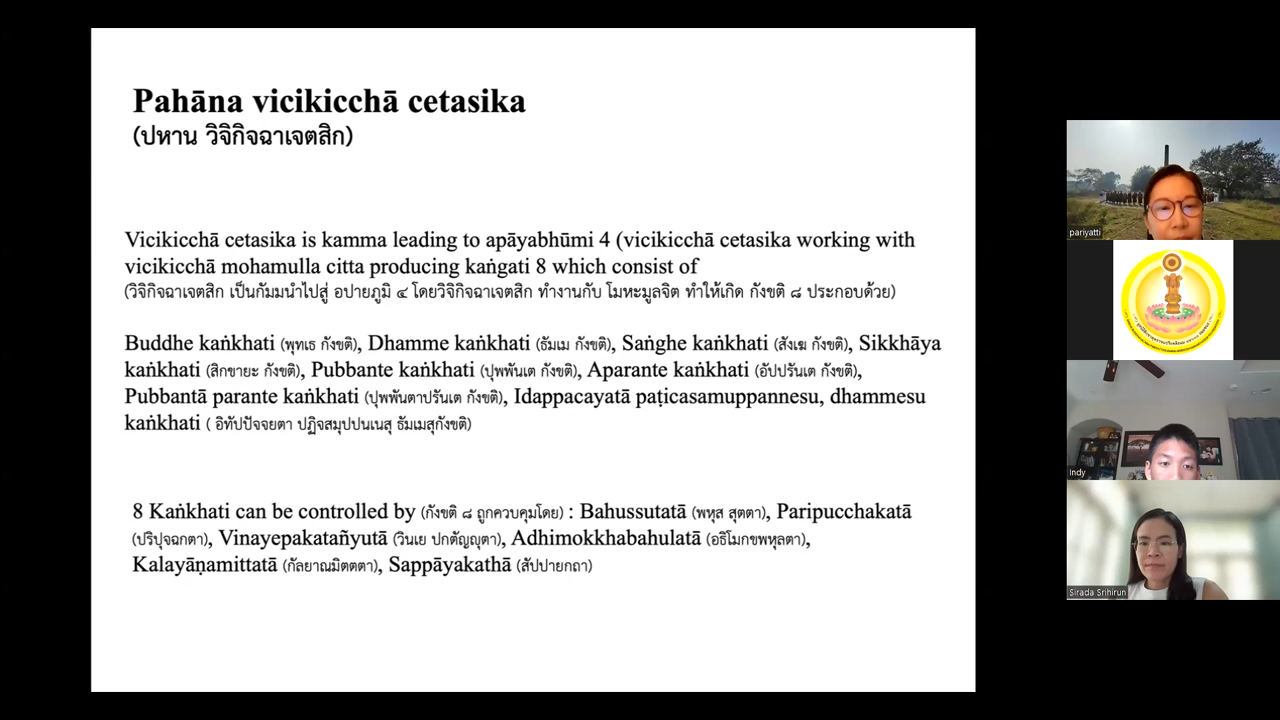 Pahāna vicikicchā cetasika
(ปหาน วิจิกิจฉาเจตสิก)
Vicikicchā cetasika is kamma leading to apāyabhūmi 4 (vicikicchā cetasika working with
vicikicchā mohamulla citta producing kaṅgati 8 which consist of
(วิจิกิจฉาเจตสิก เป็นกัมมนำไปสู่ อปายภูมิ ๔ โดยวิจิกิจฉาเจตสิก ทำงานกับ โมหะมูลจิต ทำให้เกิด กังขติ ๘ ประกอบด้วย)
Buddhe kaṅkhati (พุทเธ กังขติ), Dhamme kaṅkhati (ธัมเม กังขติ), Saṅghe kaṅkhati (สังเฆ กังขติ), Sikkhāya
kaṅkhati (สิกขายะ กังขติ), Pubbante kaṅkhati (ปุพพันเต กังขติ), Aparante kaṅkhati (อัปปรันเต กังขติ),
Pubbantā parante kaṅkhati (ปุพพันตาปรันเต กังขติ), Idappacayatā paṭicasamuppannesu, dhammesu
kaṅkhati ( อิทัปปัจจยตา ปฏิจสมุปปนเนสุ ธัมเมสุกังขติ)
8 Kaṅkhati can be controlled by (กังขติ ๘ ถูกควบคุมโดย) : Bahussutatā (พหุส สุตตา), Paripucchakatā
(ปริปุจฉกตา), Vinayepakatañyutā (วินเย ปกตัญญุตา), Adhimokkhabahulatā (อธิโมกขพหุลตา),
Kalayāṇamittatā (กัลยาณมิตตตา), Sappāyakathā (สัปปายกถา)
pariyatti
Indy
Sirada Srihirun